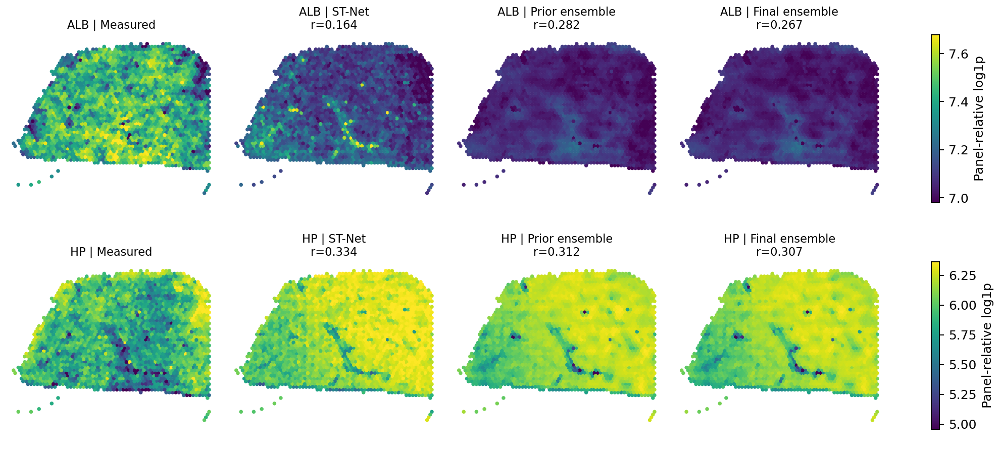 ALB | Measured
ALB | ST-Net
r=0.164
ALB | Prior ensemble
r=0.282
ALB | Final ensemble
r=0.267
7.6
7.4
7.2
7.0
Panel-relative log1p
HP | Measured
HP | ST-Net
r=0.334
HP | Prior ensemble
r=0.312
HP | Final ensemble
r=0.307
6.25
6.00
5.75
5.50
5.25
5.00
Panel-relative log1p